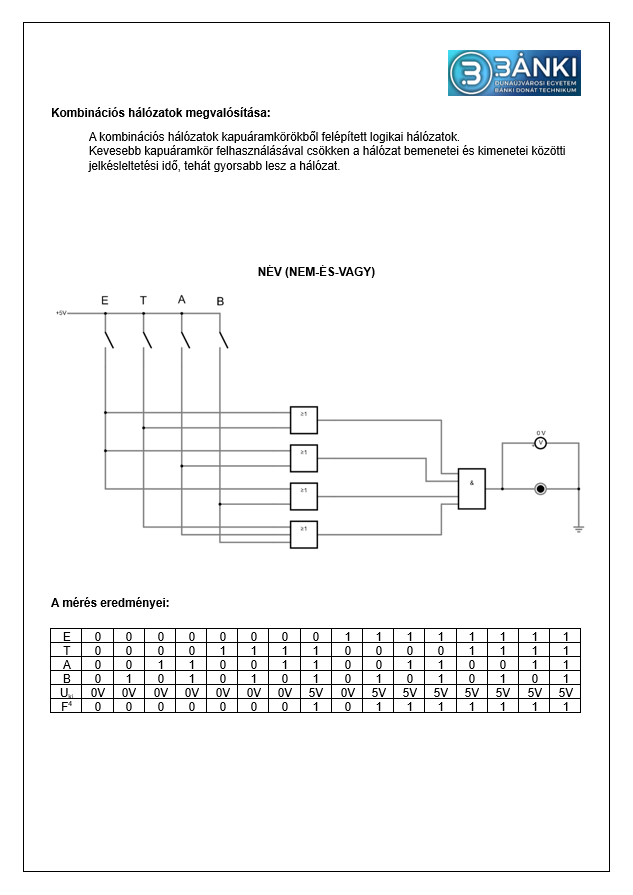 BÁNKI
DUNAÚJVÁROSI EGYETEM
BÁNKI DONÁT TECHNIKUM
Kombinációs hálózatok megvalósítása:
A kombinációs hálózatok kapuáramkörökből felépített logikai hálózatok.
Kevesebb kapuáramkör felhasználásával csökken a hálózat bemenetei és kimenetei közötti
jelkésleltetési idő, tehát gyorsabb lesz a hálózat.
NÉV (NEM-ÉS-VAGY)
E T A B
+5V
≥1
≥1
≥1
≥1
&
0 V
V
A mérés eredményei:
E 0 0 0 0 0 0 0 0 1 1 1 1 1 1 1 1
T 0 0 0 0 1 1 1 1 0 0 0 0 1 1 1 1
A 0 0 1 1 0 0 1 1 0 0 1 1 0 0 1 1
B 0 1 0 1 0 1 0 1 0 1 0 1 0 1 0 1
Uki 0V 0V 0V 0V 0V 0V 0V 5V 0V 5V 5V 5V 5V 5V 5V 5V
F4 0 0 0 0 0 0 0 1 0 1 1 1 1 1 1 1